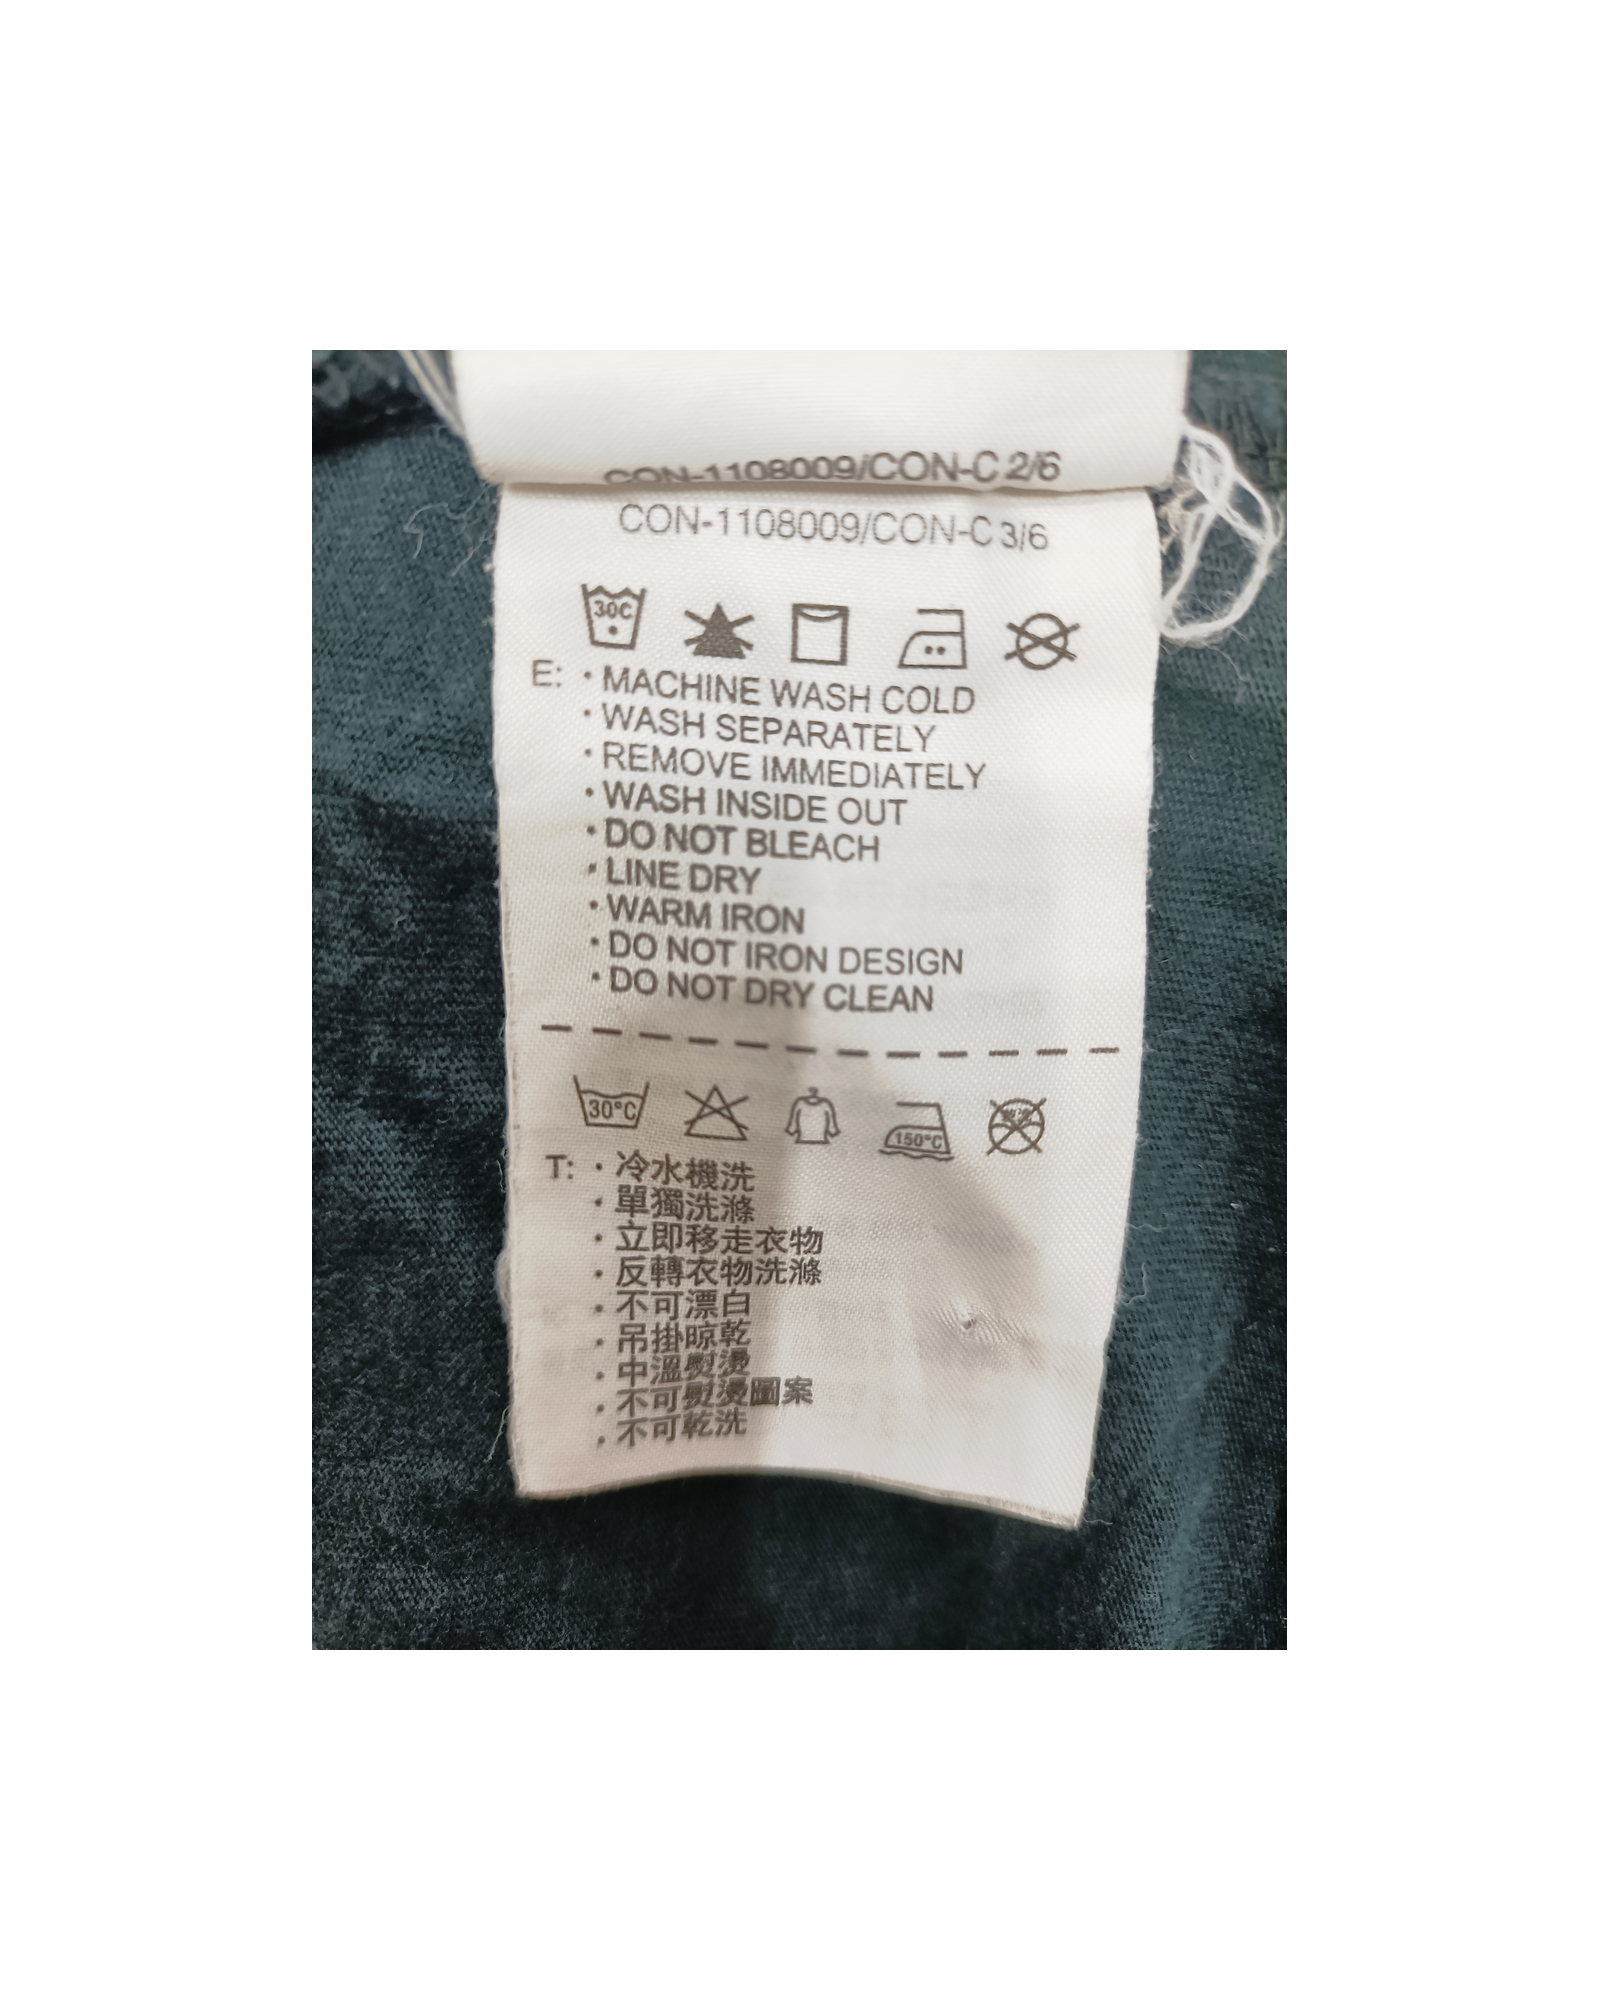 CON-1108009/CON-C 2/6
CON-1108009/CON-C 3/6
30C
E: · MACHINE WASH COLD
· WASH SEPARATELY
· REMOVE IMMEDIATELY
· WASH INSIDE OUT
· DO NOT BLEACH
· LINE DRY
· WARM IRON
· DO NOT IRON DESIGN
· DO NOT DRY CLEAN
30°C 150°C
T: · 冷水機洗
· 單獨洗滌
· 立即移走衣物
· 反轉衣物洗滌
· 不可漂白
· 吊掛晾乾
· 中溫熨燙
· 不可熨燙圖案
· 不可乾洗